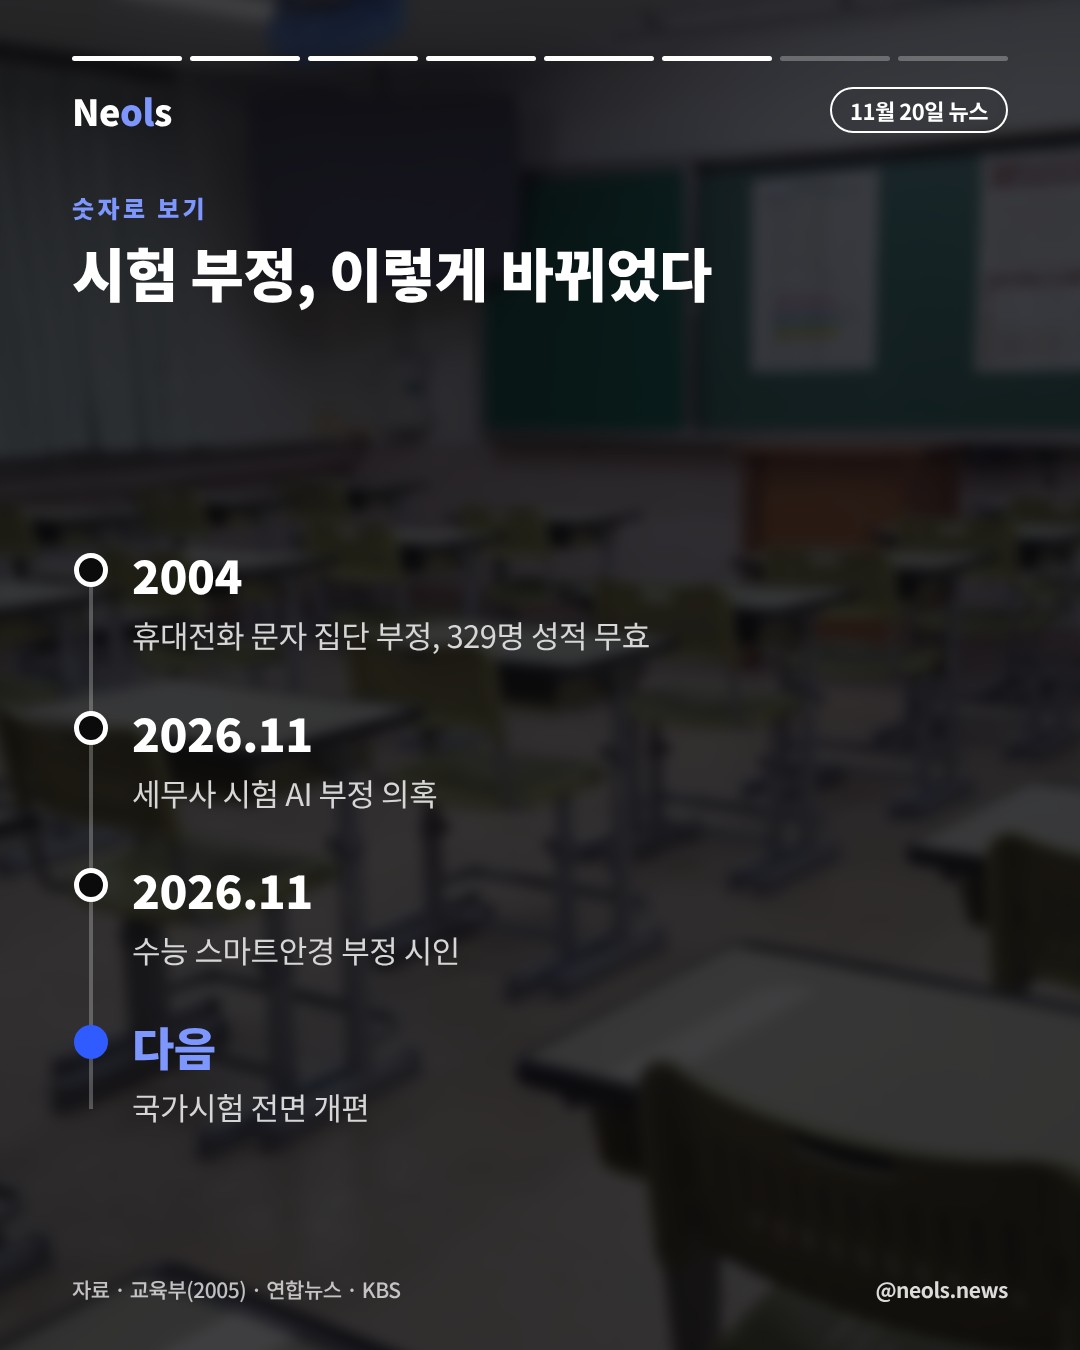 Neols
11월 20일 뉴스
숫자로 보기
시험 부정, 이렇게 바뀌었다
2004
휴대전화 문자 집단 부정, 329명 성적 무효
2026.11
세무사 시험 AI 부정 의혹
2026.11
수능 스마트안경 부정 시인
다음
국가시험 전면 개편
자료 · 교육부(2005) · 연합뉴스 · KBS
@neols.news